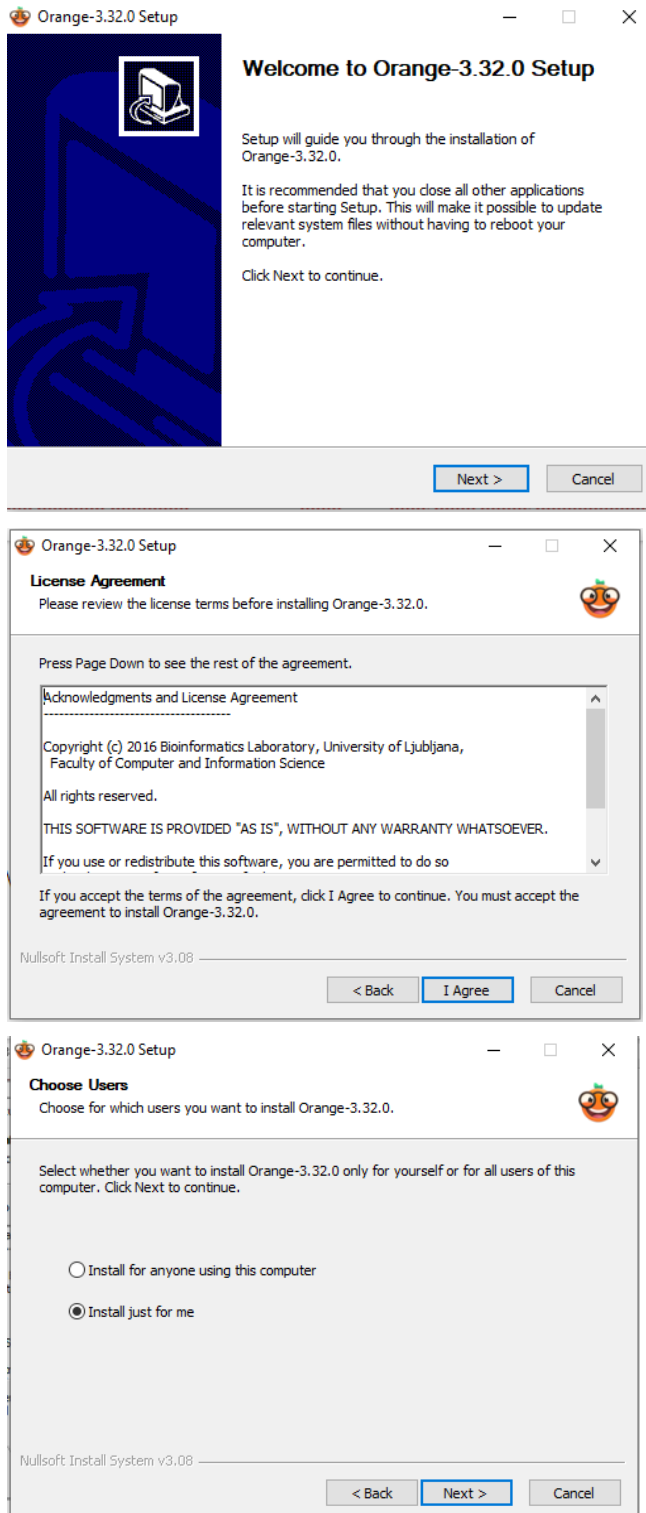 Orange-3.32.0 Setup
Welcome to Orange-3.32.0 Setup
Setup will guide you through the installation of
Orange-3.32.0.
It is recommended that you close all other applications
before starting Setup. This will make it possible to update
relevant system files without having to reboot your
computer.
Click Next to continue.
Next >
Cancel
Orange-3.32.0 Setup
License Agreement
Please review the license terms before installing Orange-3.32.0.
Press Page Down to see the rest of the agreement.
Acknowledgments and License Agreement
-------------------------------------
Copyright (c) 2016 Bioinformatics Laboratory, University of Ljubljana,
Faculty of Computer and Information Science
All rights reserved.
THIS SOFTWARE IS PROVIDED "AS IS", WITHOUT ANY WARRANTY WHATSOEVER.
If you use or redistribute this software, you are permitted to do so
If you accept the terms of the agreement, click I Agree to continue. You must accept the
agreement to install Orange-3.32.0.
Nullsoft Install System v3.08
< Back
I Agree
Cancel
Orange-3.32.0 Setup
Choose Users
Choose for which users you want to install Orange-3.32.0.
Select whether you want to install Orange-3.32.0 only for yourself or for all users of this
computer. Click Next to continue.
Install for anyone using this computer
Install just for me
Nullsoft Install System v3.08
< Back
Next >
Cancel